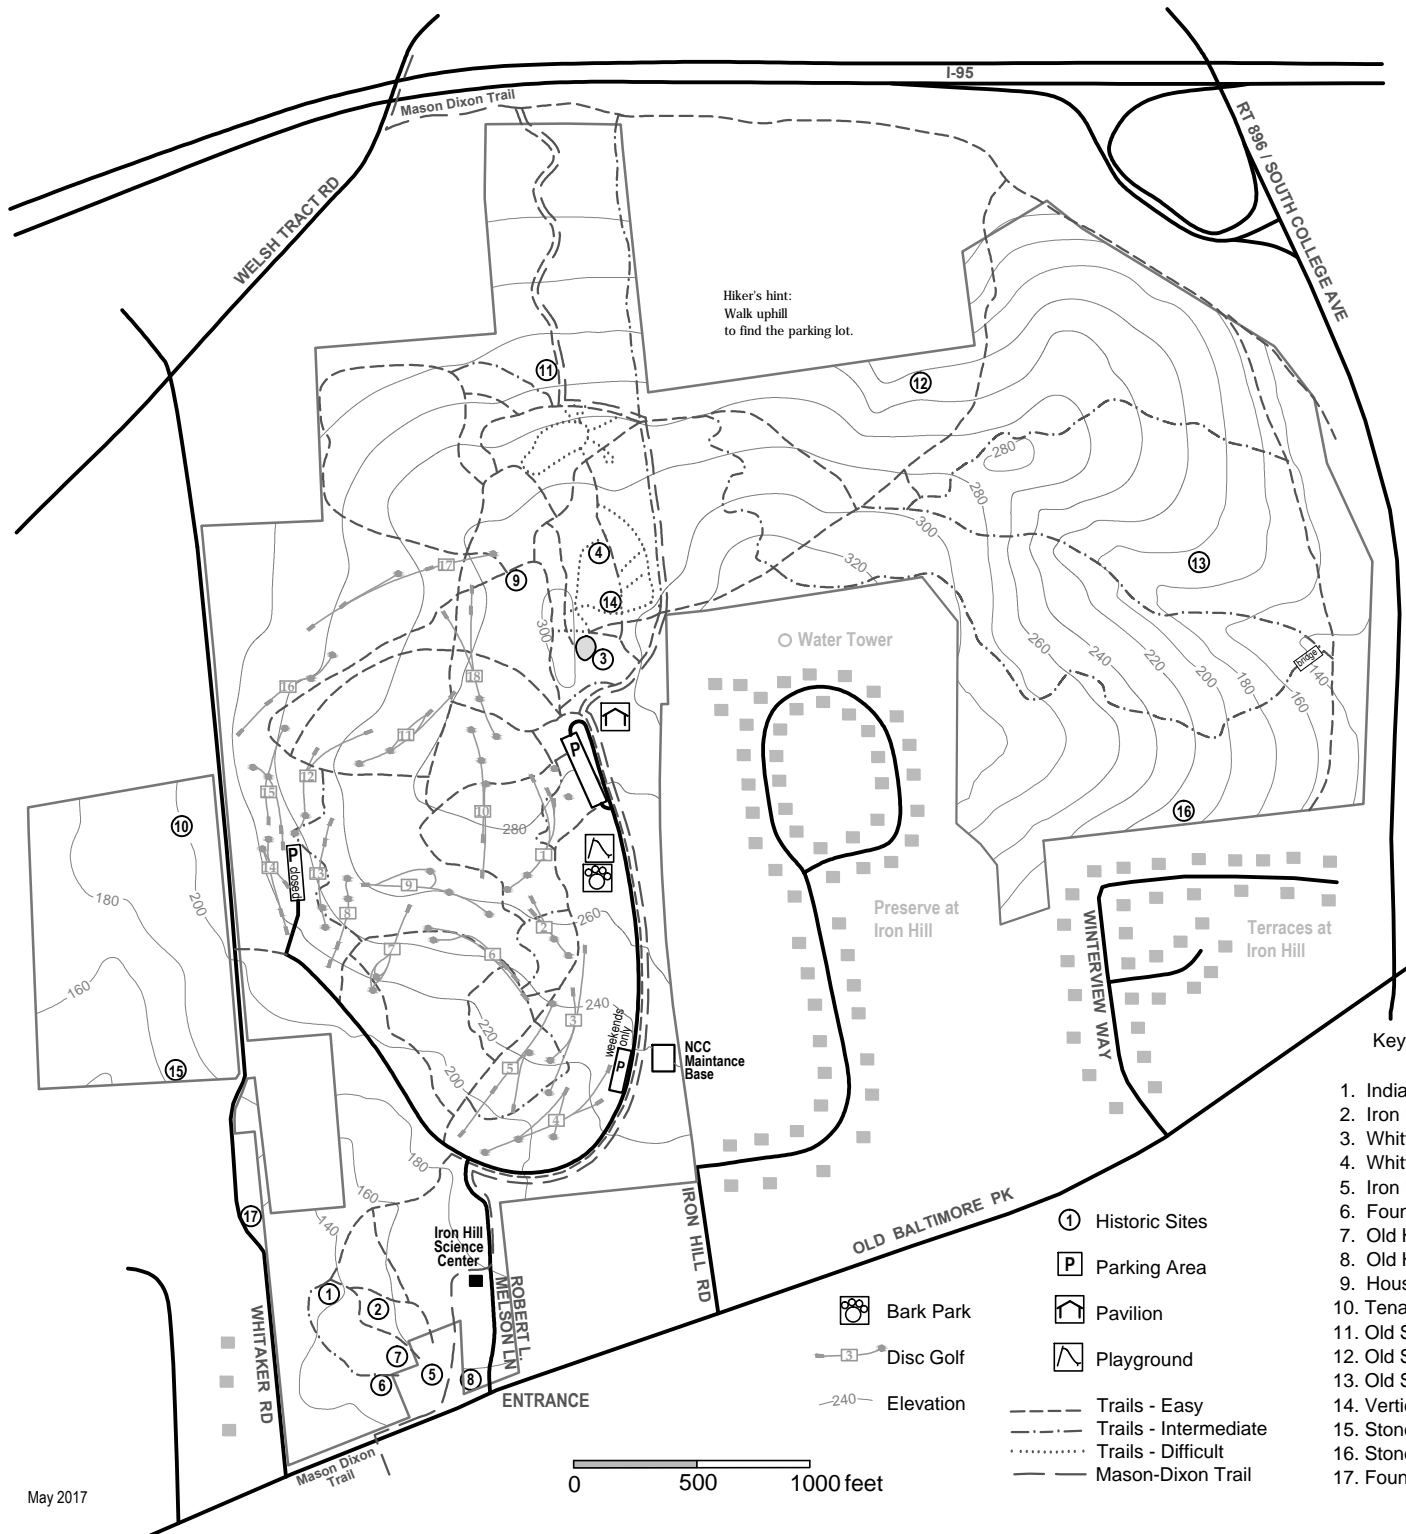 I-95
Mason Dixon Trail
RT 896 / SOUTH COLLEGE AVE
WELSH TRACT RD
Hiker's hint:
Walk uphill
to find the parking lot.
11
12
280
280
300
320
4
9
14
13
17
300
3
Water Tower
bridge
140
260
240
220
200
180
160
16
18
11
P
12
15
10
280
10
1
16
P
closed
14
13
9
8
180
200
260
2
7
6
Preserve at
Iron Hill
Terraces at
Iron Hill
WINTERVIEW WAY
160
240
220
3
weekends
only
P
NCC
Maintance
Base
200
5
4
15
180
160
140
17
Iron Hill
Science
Center
ROBERT L.
MELSON LN
IRON HILL RD
OLD BALTIMORE PK
WHITAKER RD
1
2
7
5
6
8
ENTRANCE
Mason Dixon
Trail
May 2017
0
500
1000 feet
Bark Park
3
Disc Golf
240
Elevation
1
Historic Sites
P
Parking Area
Pavilion
Playground
Trails - Easy
Trails - Intermediate
Trails - Difficult
Mason-Dixon Trail
Key
1. India
2. Iron
3. Whit
4. Whit
5. Iron
6. Four
7. Old H
8. Old H
9. Hous
10. Tena
11. Old S
12. Old S
13. Old S
14. Verti
15. Stone
16. Stone
17. Foun